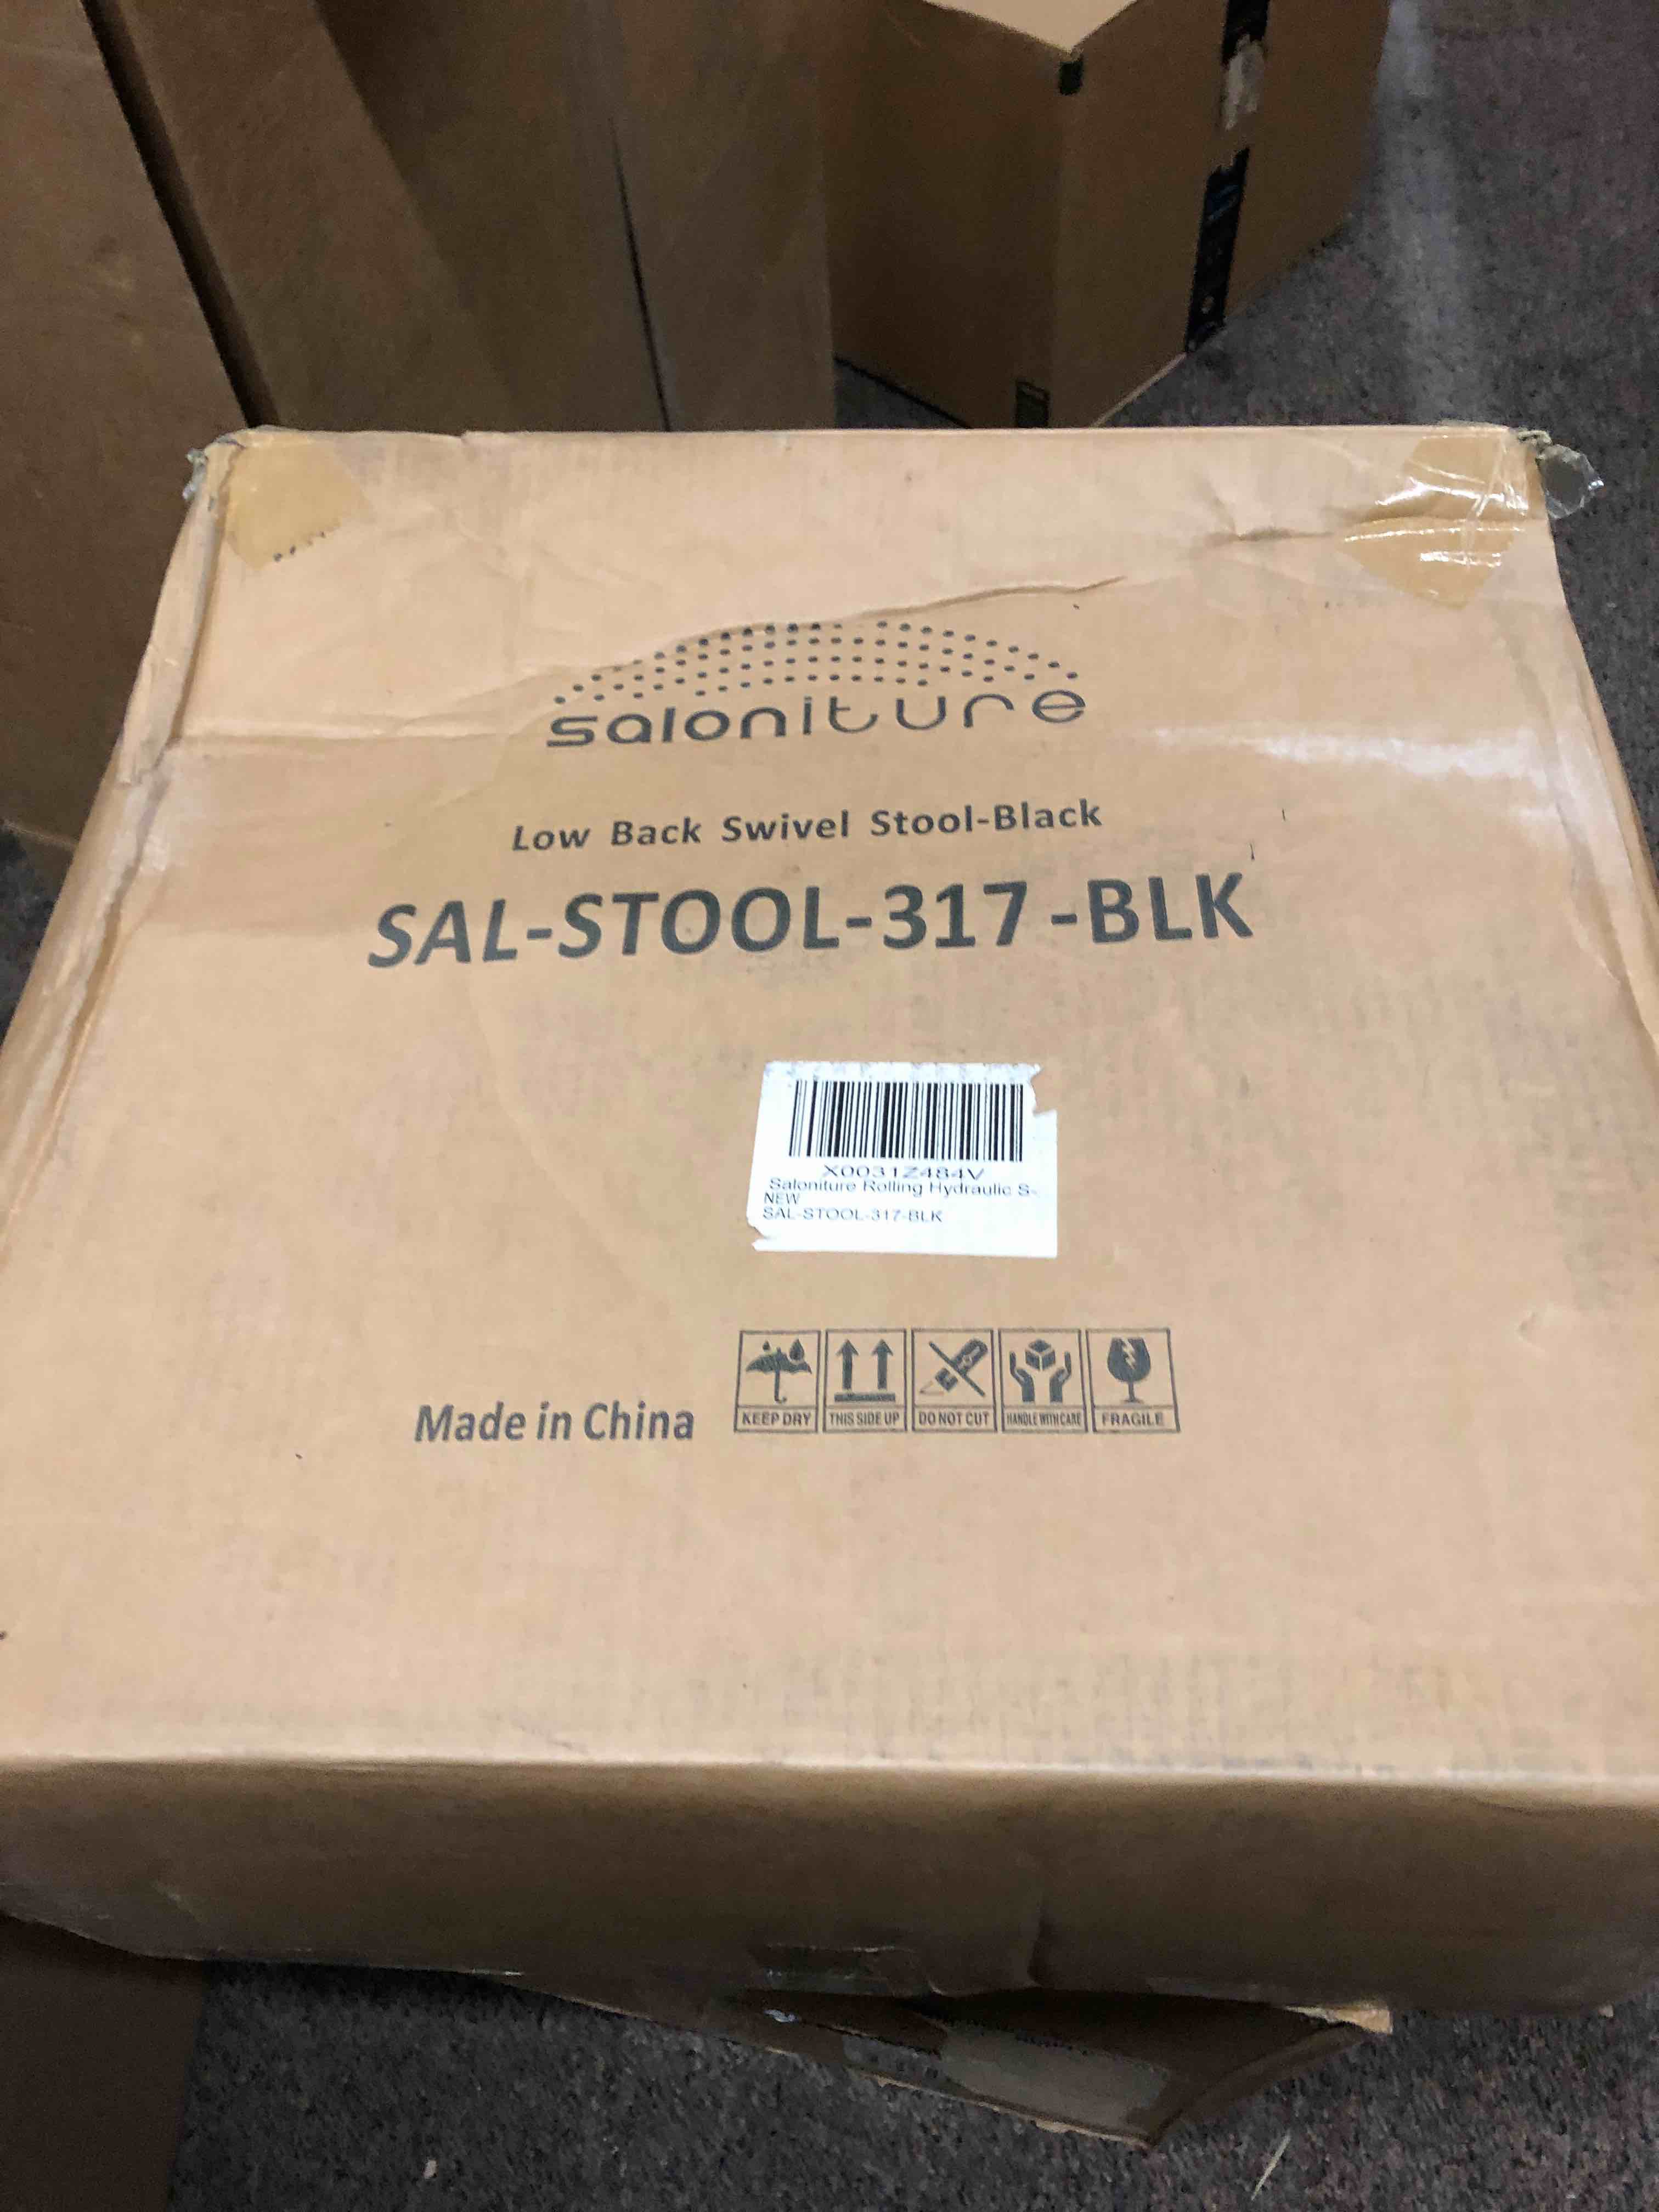 saloniture
Low Back Swivel Stool-Black
SAL-STOOL-317-BLK
X0031Z484V
Saloniture Rolling Hydraulic S-
NEW
SAL-STOOL-317-BLK
Made in China
KEEP DRY
THIS SIDE UP
DO NOT CUT
HANDLE WITH CARE
FRAGILE